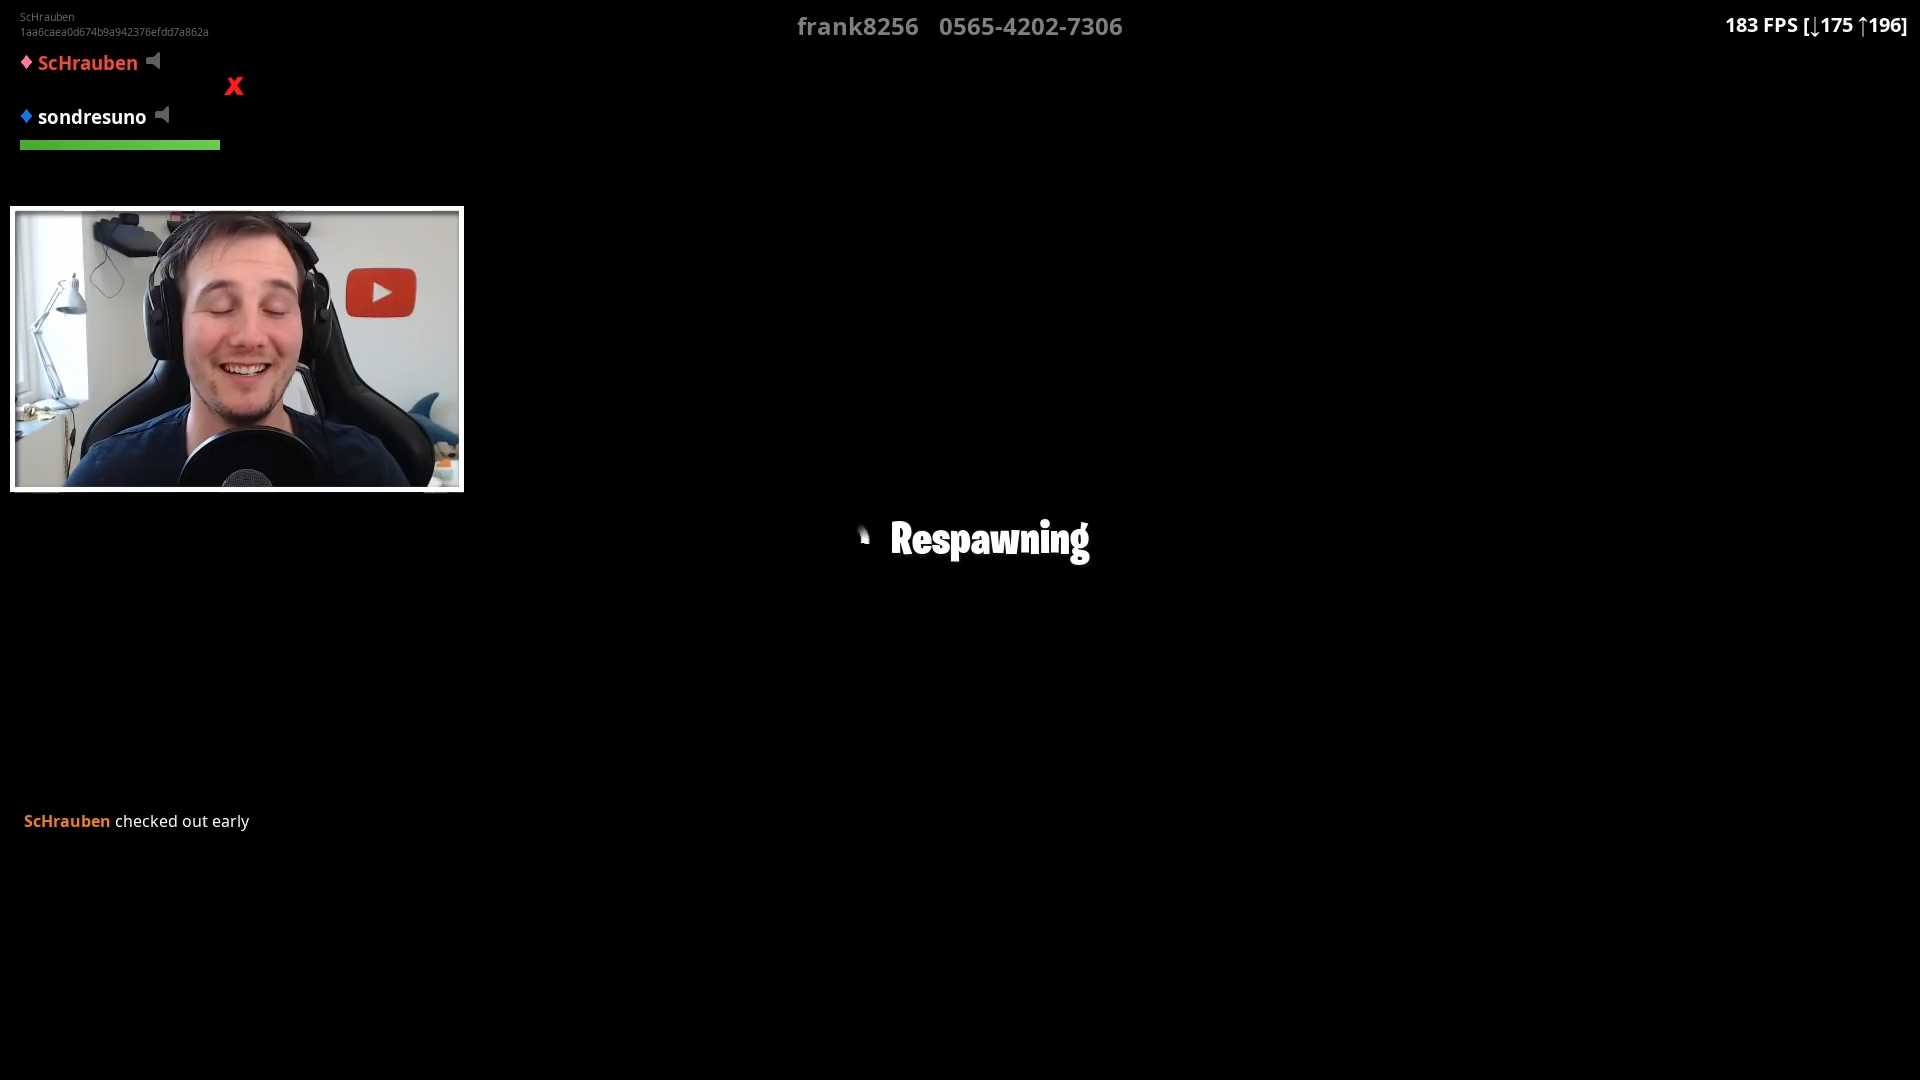 ScHrauben
1aa6caea0d674b9a942376efdd7a862a
frank8256 0565-4202-7306
183 FPS [↓175 ↑196]
ScHrauben
X
sondresuno
Respawning
ScHrauben checked out early